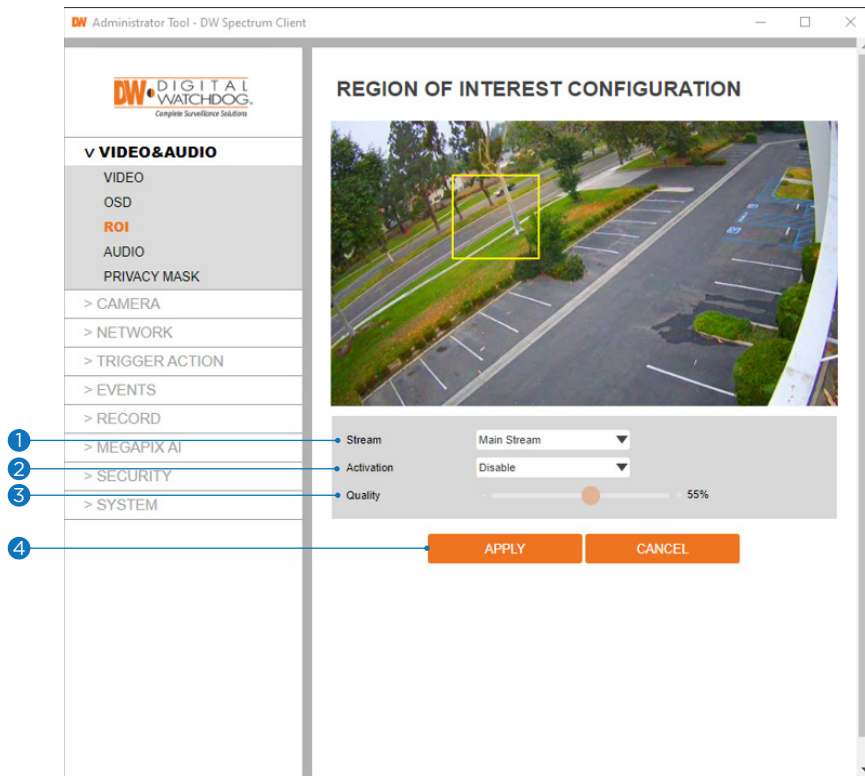 DW Administrator Tool - DW Spectrum Client
DW DIGITAL
WATCHDOG.
Complete Surveillance Solutions
REGION OF INTEREST CONFIGURATION
v VIDEO&AUDIO
VIDEO
OSD
ROI
AUDIO
PRIVACY MASK
> CAMERA
> NETWORK
> TRIGGER ACTION
> EVENTS
> RECORD
> MEGAPIX AI
> SECURITY
> SYSTEM
1 Stream Main Stream
2 Activation Disable
3 Quality - + 55%
4 APPLY CANCEL